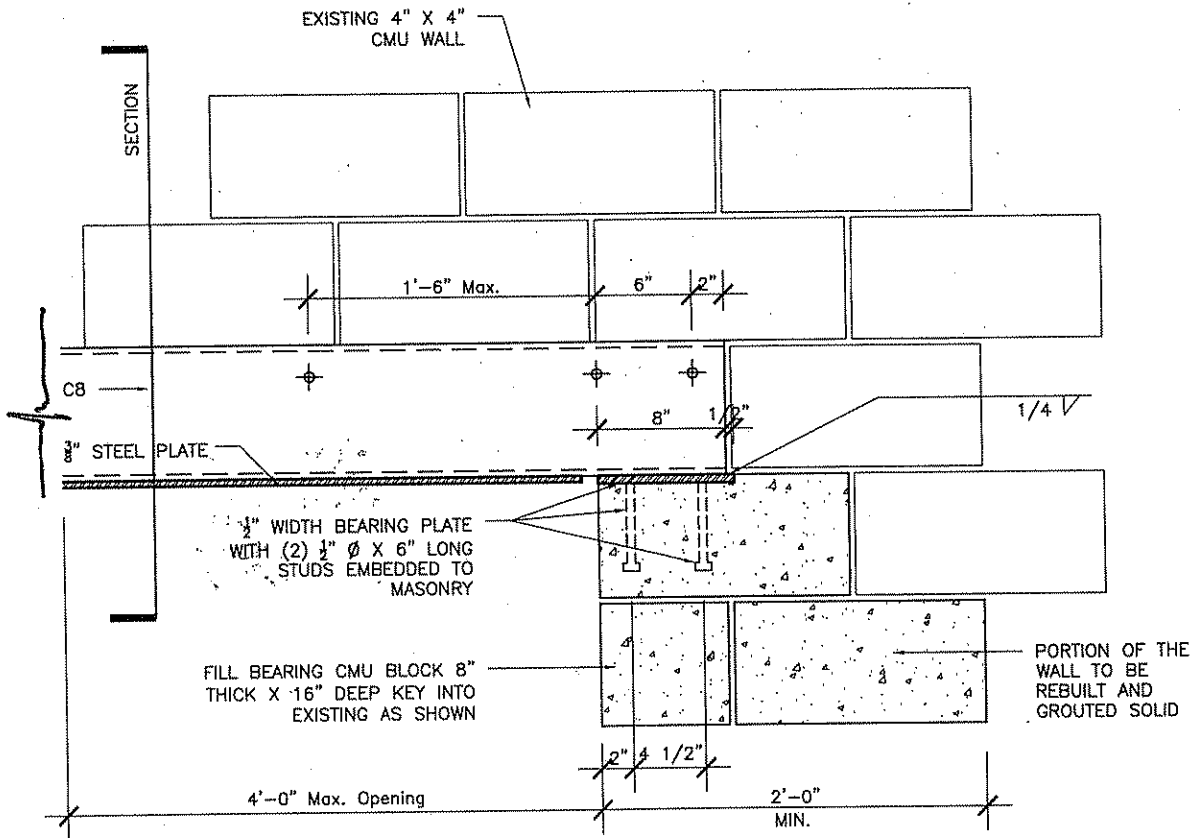 EXISTING 4" X 4"
CMU WALL
SECTION
1'-6" Max.
6"
2"
C8
8"
1/2"
1/4
3/8" STEEL PLATE
1/2" WIDTH BEARING PLATE
WITH (2) 1/2" Ø X 6" LONG
STUDS EMBEDDED TO
MASONRY
FILL BEARING CMU BLOCK 8"
THICK X 16" DEEP KEY INTO
EXISTING AS SHOWN
PORTION OF THE
WALL TO BE
REBUILT AND
GROUTED SOLID
2"
4 1/2"
4'-0" Max. Opening
2'-0"
MIN.